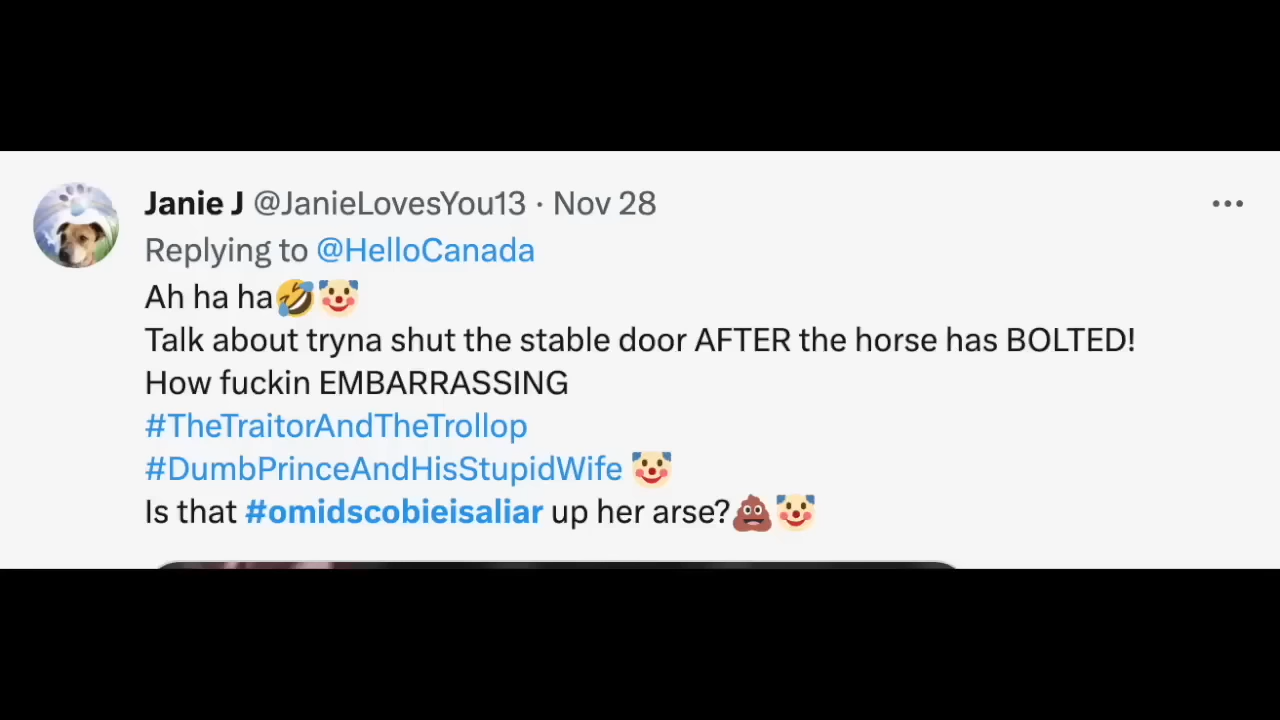 Janie J @JanieLovesYou13 · Nov 28
Replying to @HelloCanada
Ah ha ha🤣🤡
Talk about tryna shut the stable door AFTER the horse has BOLTED!
How fuckin EMBARRASSING
#TheTraitorAndTheTrollop
#DumbPrinceAndHisStupidWife 🤡
Is that #omidscobieisaliar up her arse?💩🤡